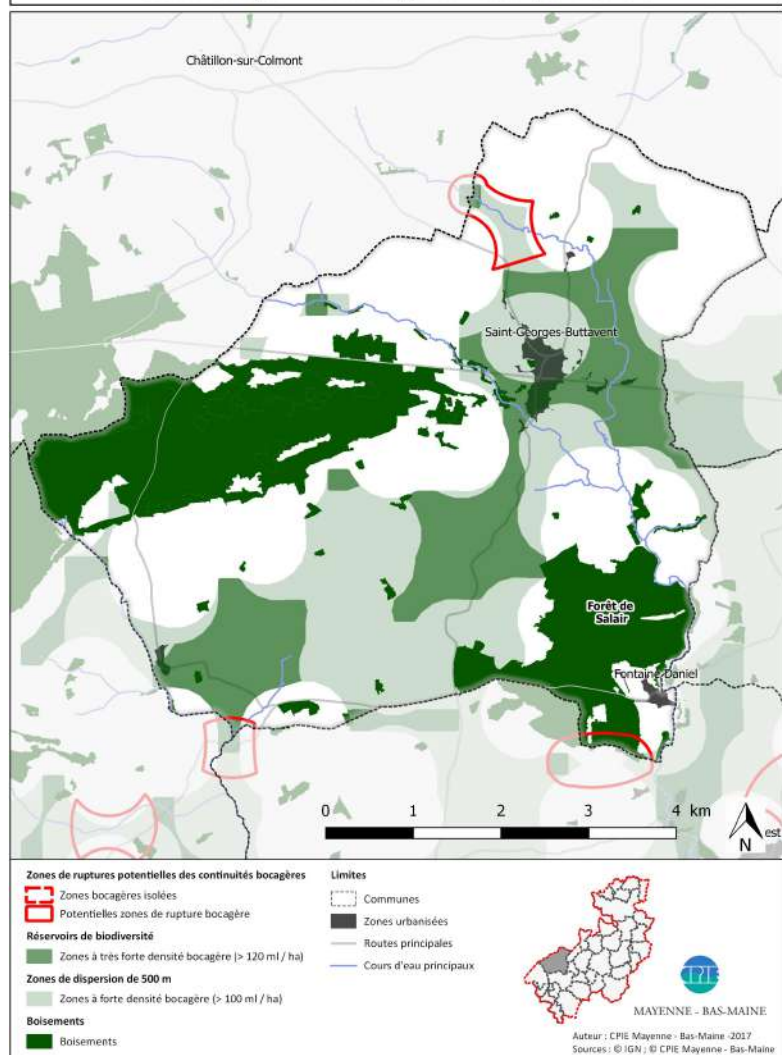 Châtillon-sur-Colmont
Saint-Georges-Buttavent
Forêt de
Salair
Fontaine-Daniel
0 1 2 3 4 km
N
est
Zones de ruptures potentielles des continuités bocagères
Zones bocagères isolées
Potentielles zones de rupture bocagère
Réservoirs de biodiversité
Zones à très forte densité bocagère (> 120 ml / ha)
Zones de dispersion de 500 m
Zones à forte densité bocagère (> 100 ml / ha)
Boisements
Boisements
Limites
Communes
Zones urbanisées
Routes principales
Cours d'eau principaux
CPIE
MAYENNE - BAS-MAINE
Auteur : CPIE Mayenne - Bas-Maine -2017
Sources : © IGN ; © CPIE Mayenne - Bas-Maine